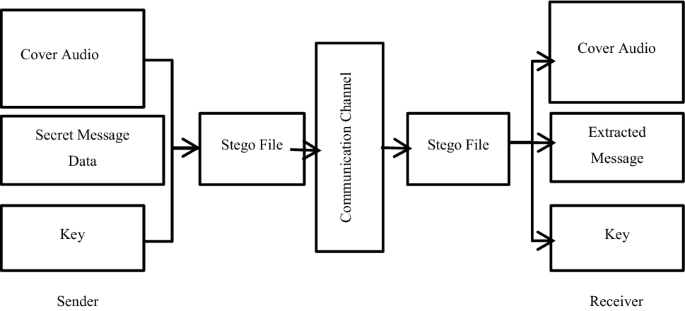 Cover Audio
Secret Message
Data
Key
Sender
Stego File
Communication Channel
Stego File
Cover Audio
Extracted
Message
Key
Receiver